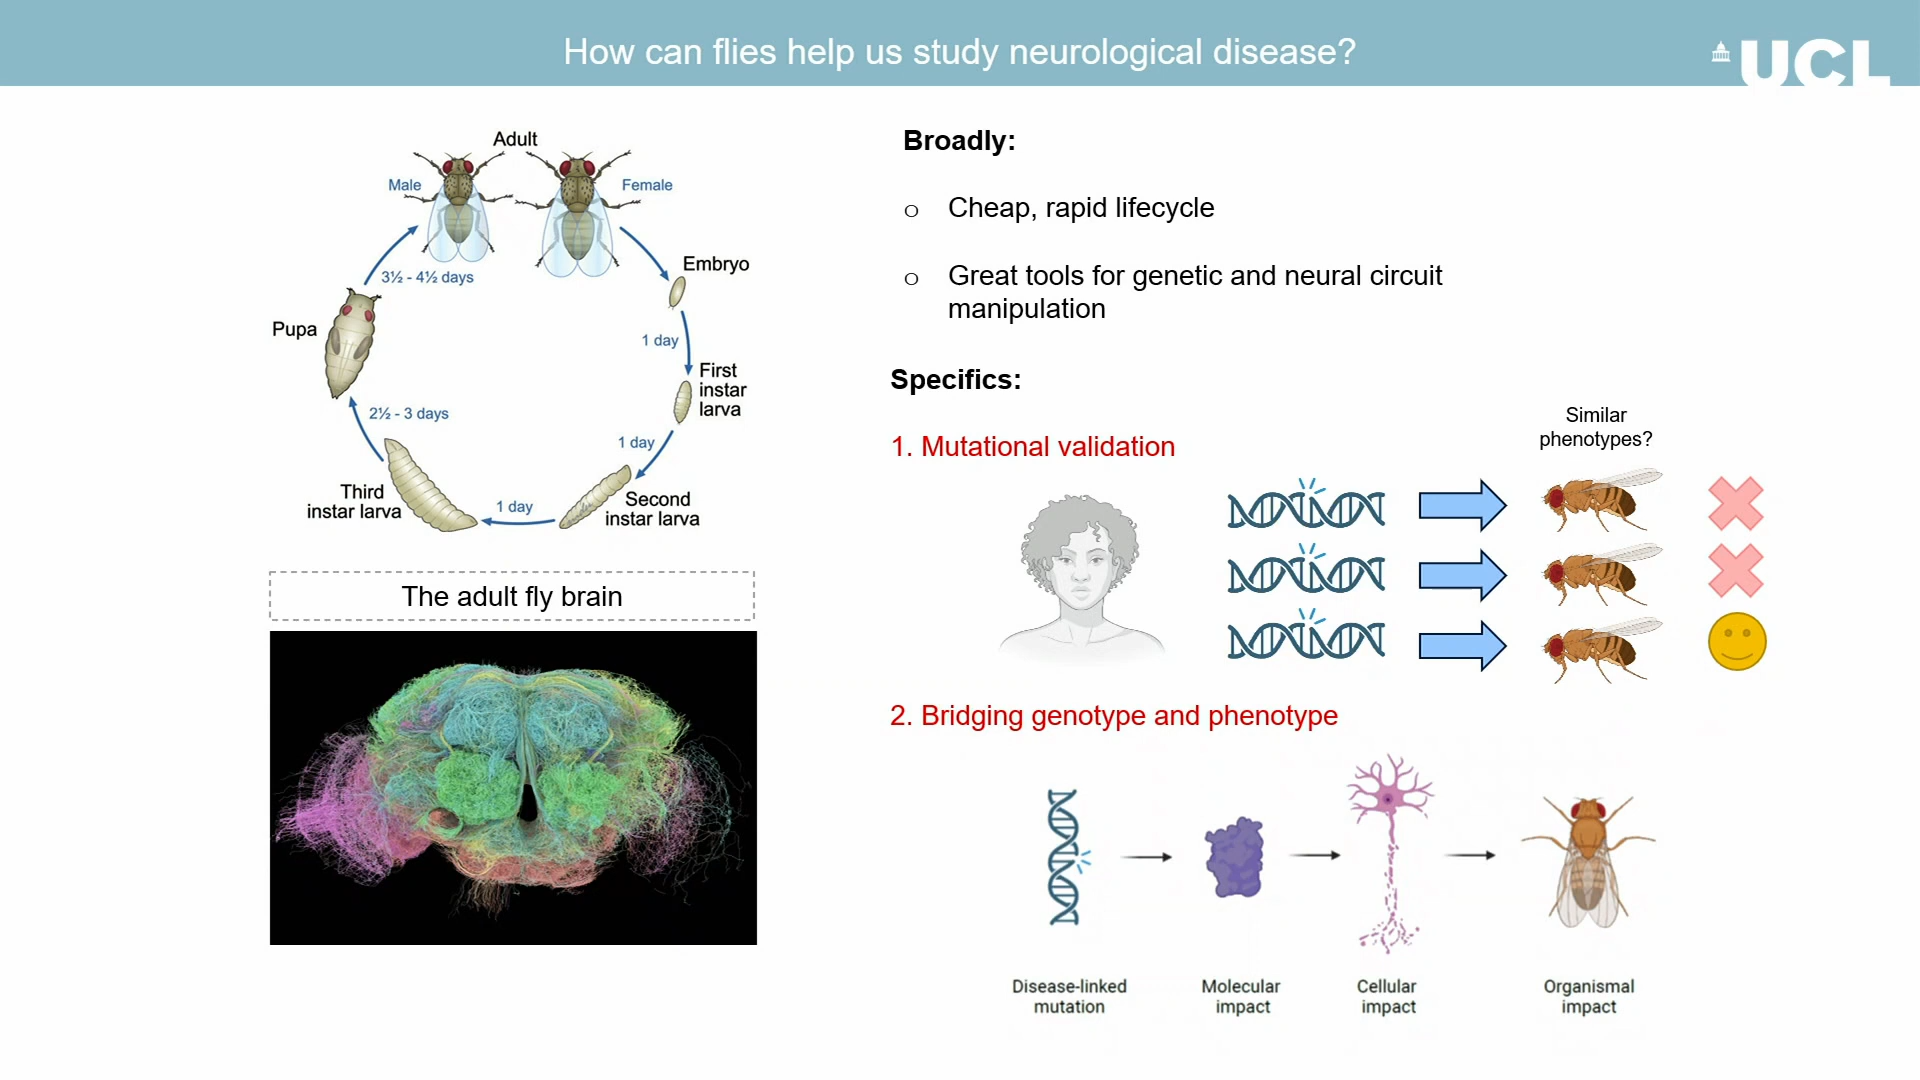 How can flies help us study neurological disease?
UCL
Adult
Male
Female
Embryo
1 day
First
instar
larva
1 day
Second
instar larva
1 day
Third
instar larva
2½ - 3 days
Pupa
3½ - 4½ days
The adult fly brain
Broadly:
o Cheap, rapid lifecycle
o Great tools for genetic and neural circuit
manipulation
Specifics:
1. Mutational validation
Similar
phenotypes?
2. Bridging genotype and phenotype
Disease-linked
mutation
Molecular
impact
Cellular
impact
Organismal
impact